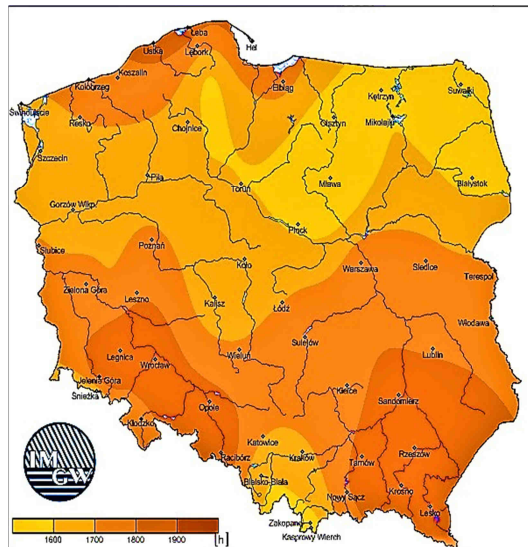 Łeba
Hel
Ustka
Lębork
Koszalin
Kołobrzeg
Elbląg
Kętrzyn
Suwałki
Świnoujście
Resko
Chojnice
Olsztyn
Mikołajki
Szczecin
Piła
Toruń
Mława
Białystok
Gorzów Wlkp.
Płock
Słubice
Poznań
Koło
Warszawa
Siedlce
Terespol
Zielona Góra
Leszno
Kalisz
Łódź
Włodawa
Sulejów
Legnica
Wrocław
Wieluń
Lublin
Jelenia Góra
Śnieżka
Kielce
Sandomierz
Opole
Kłodzko
Katowice
Racibórz
Kraków
Tarnów
Rzeszów
Bielsko-Biała
Nowy Sącz
Krosno
Lesko
Zakopane
Kasprowy Wierch
IM
GW
1600 1700 1800 1900 [h]